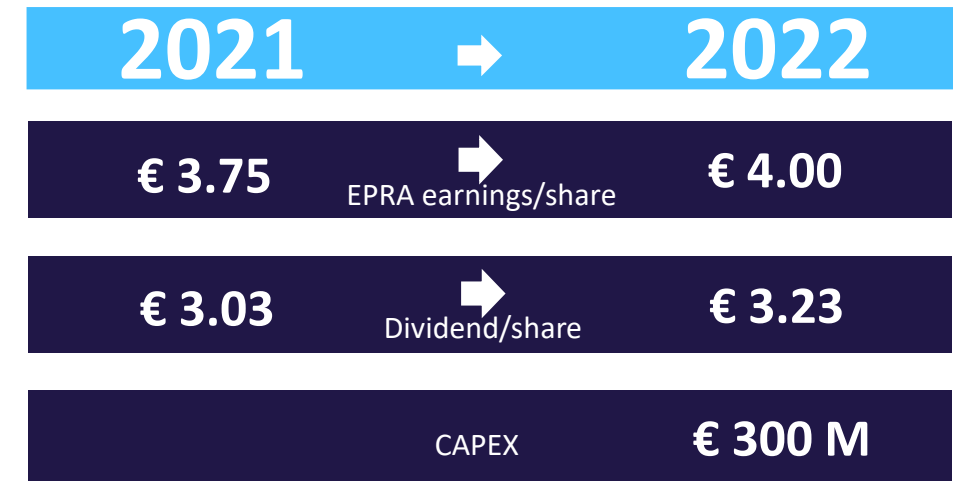 2021 2022
€ 3.75 EPRA earnings/share € 4.00
€ 3.03 Dividend/share € 3.23
CAPEX € 300 M